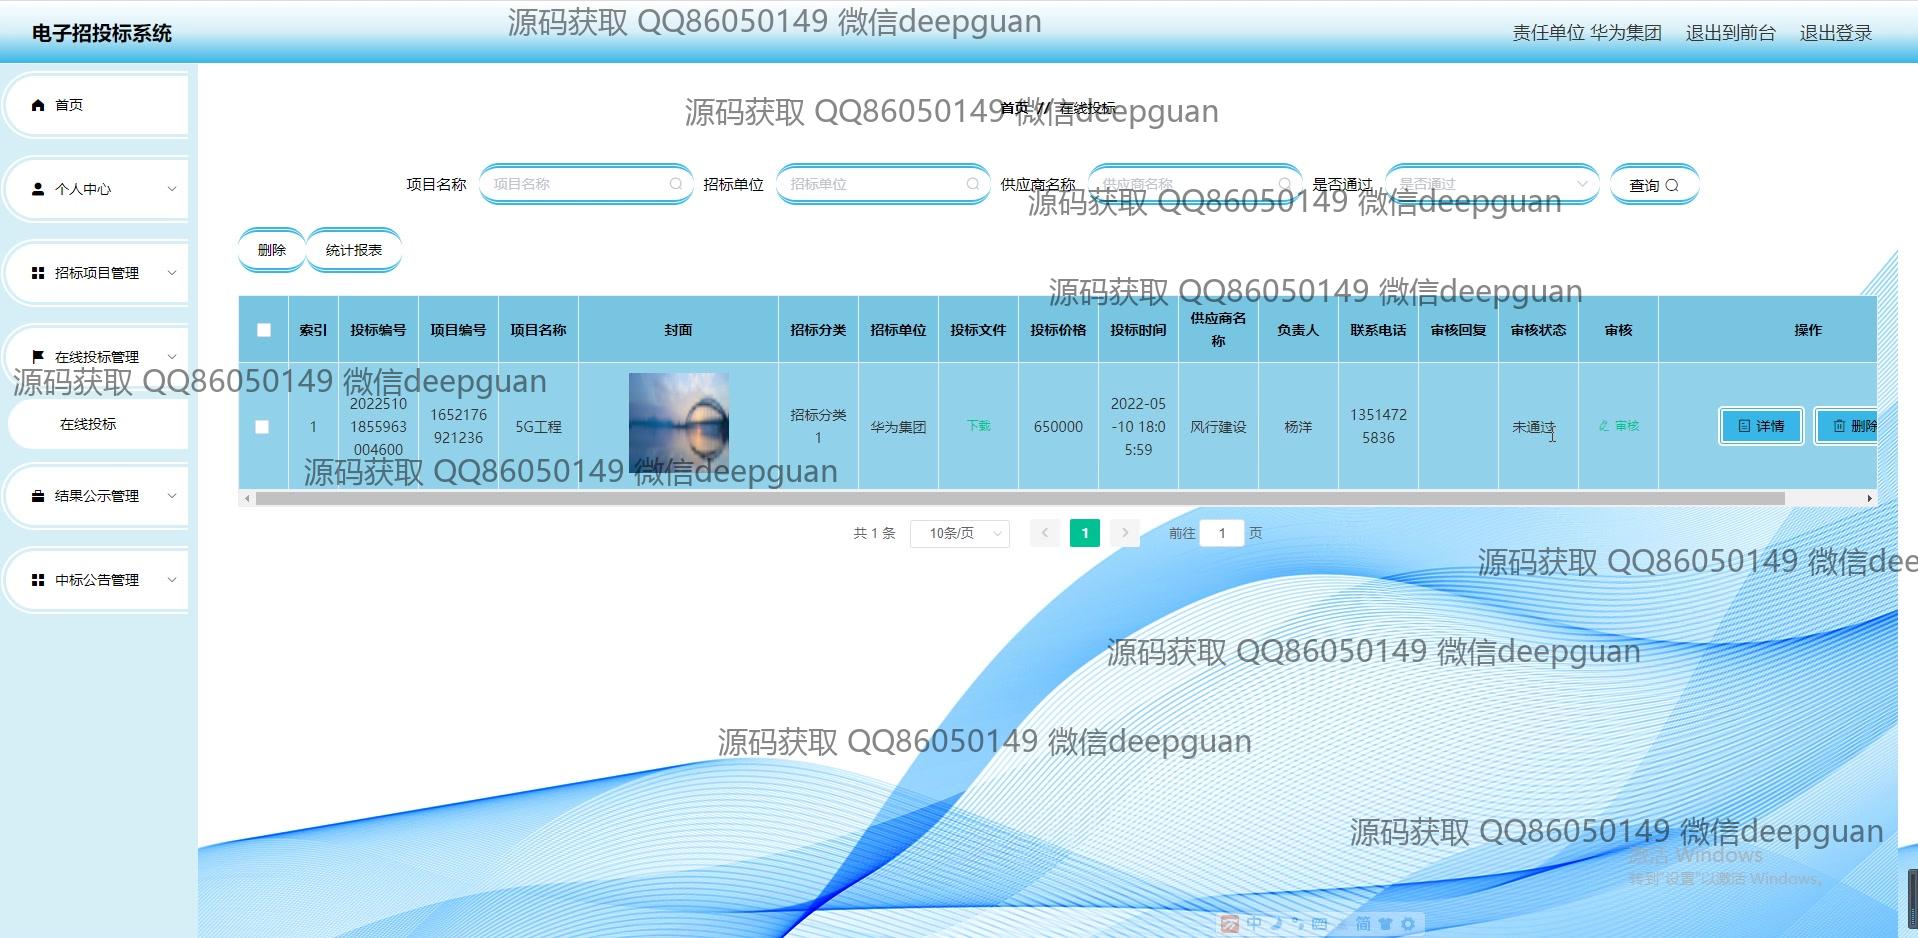 电子招投标系统
源码获取 QQ86050149 微信deepguan
责任单位 华为集团 退出到前台 退出登录
首页
个人中心
招标项目管理
在线投标管理
在线投标
结果公示管理
中标公告管理
源码获取 QQ86050149 微信deepguan
首页 // 在线投标
项目名称 项目名称 招标单位 招标单位 供应商名称 供应商名称 是否通过 是否通过 查询
源码获取 QQ86050149 微信deepguan
删除 统计报表
源码获取 QQ86050149 微信deepguan
索引 投标编号 项目编号 项目名称 封面 招标分类 招标单位 投标文件 投标价格 投标时间 供应商名称 负责人 联系电话 审核回复 审核状态 审核 操作
源码获取 QQ86050149 微信deepguan
1 20225101855963004600 1652176921236 5G工程 招标分类1 华为集团 下载 650000 2022-05-10 18:05:59 风行建设 杨洋 13514725836 未通过 审核 详情 删除
源码获取 QQ86050149 微信deepguan
共 1 条 10条/页 1 前往 1 页
源码获取 QQ86050149 微信deep
源码获取 QQ86050149 微信deepguan
源码获取 QQ86050149 微信deepguan
源码获取 QQ86050149 微信deepguan
激活 Windows
转到"设置"以激活 Windows。
中 简